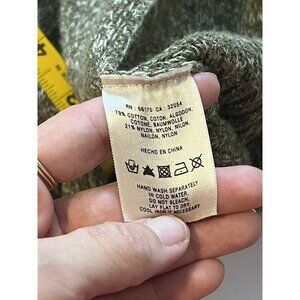 RN : 66170 CA : 32054
79% COTTON, COTON, ALGODON,
COTONE, BAUMWOLLE
21% NYLON, NYLON, NILON,
NAILON, NYLON
HECHO EN CHINA
HAND WASH SEPARATELY
IN COLD WATER.
DO NOT BLEACH.
LAY FLAT TO DRY.
COOL IRON IF NECESSARY